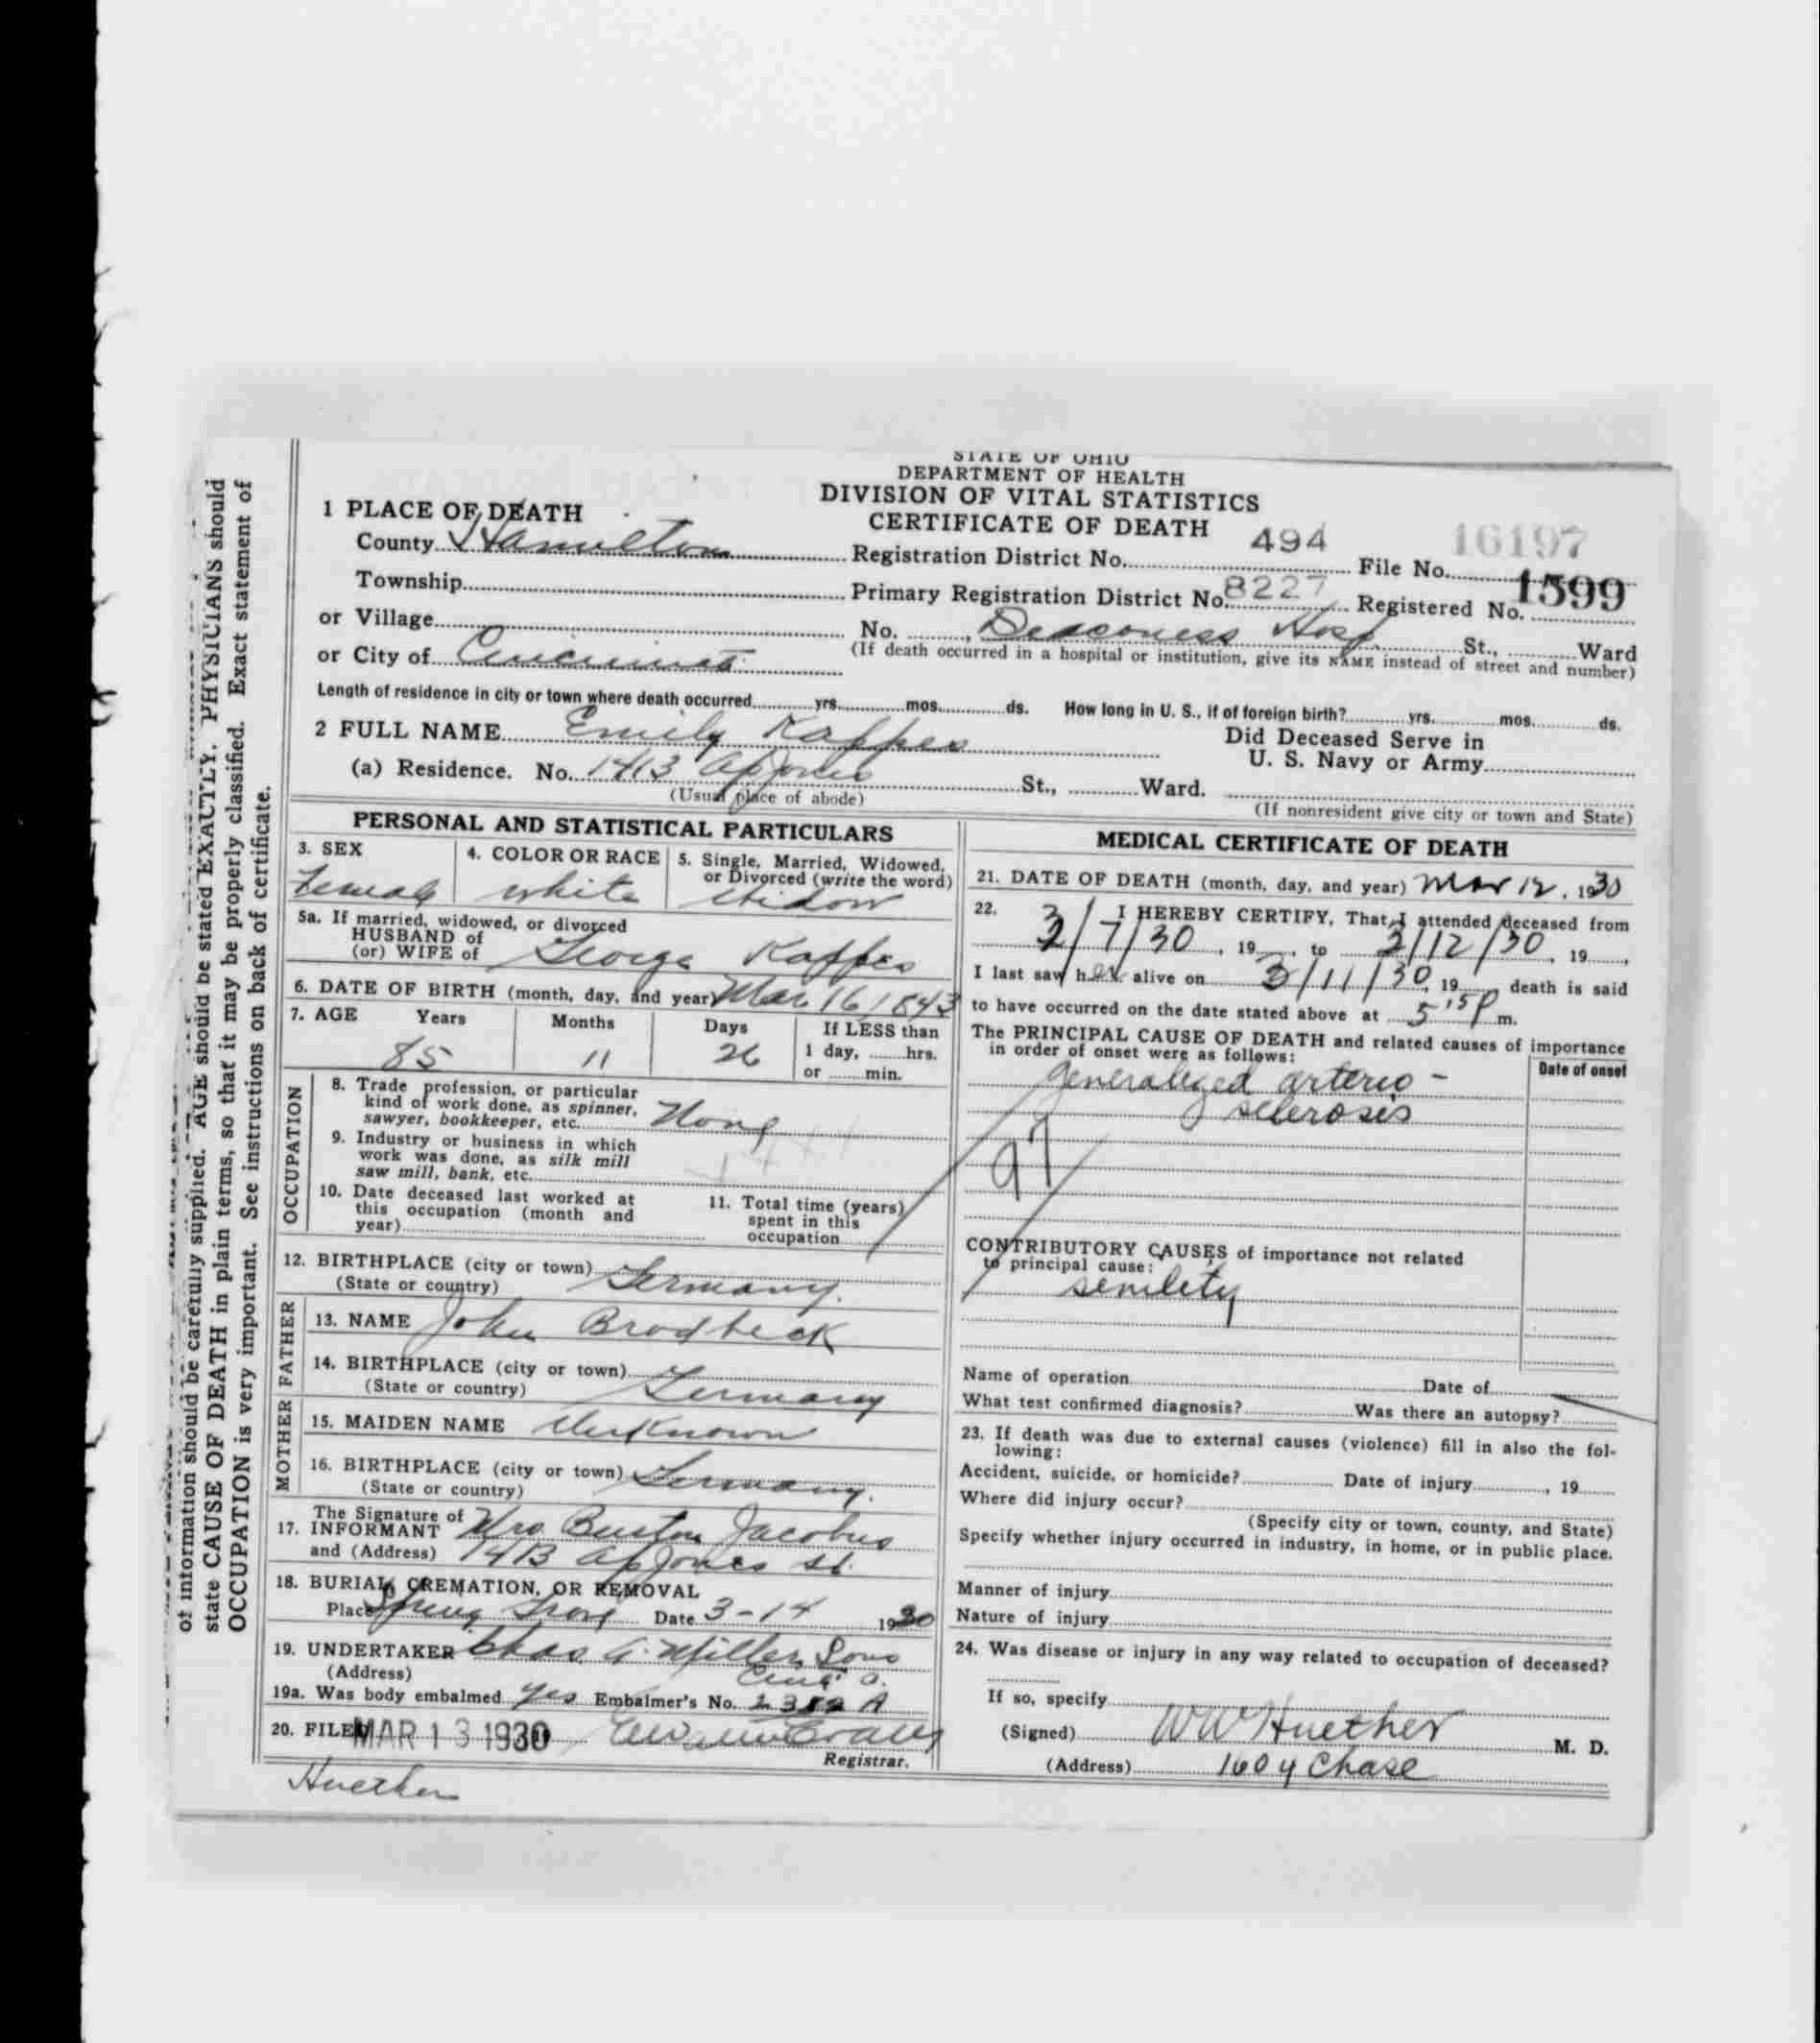 of information should be carefully supplied. AGE should be stated EXACTLY. PHYSICIANS should
state CAUSE OF DEATH in plain terms, so that it may be properly classified. Exact statement of
OCCUPATION is very important. See instructions on back of certificate.
STATE OF OHIO
DEPARTMENT OF HEALTH
DIVISION OF VITAL STATISTICS
CERTIFICATE OF DEATH
1 PLACE OF DEATH
County Hamilton Registration District No. 494 File No. 16197
Township Primary Registration District No. 8227 Registered No. 1599
or Village No. Deaconess Hosp. St., Ward
or City of Cincinnati (If death occurred in a hospital or institution, give its NAME instead of street and number)
Length of residence in city or town where death occurred yrs. mos. ds. How long in U. S., if of foreign birth? yrs. mos. ds.
2 FULL NAME Emily Kappes Did Deceased Serve in
U. S. Navy or Army
(a) Residence. No. 1413 ApJones St., Ward.
(Usual place of abode) (If nonresident give city or town and State)
PERSONAL AND STATISTICAL PARTICULARS
3. SEX 4. COLOR OR RACE 5. Single, Married, Widowed,
or Divorced (write the word)
Female white Widow
5a. If married, widowed, or divorced
HUSBAND of
(or) WIFE of George Kappes
6. DATE OF BIRTH (month, day, and year) Mar 16 1843
7. AGE Years Months Days If LESS than
85 11 26 1 day, hrs.
or min.
OCCUPATION
8. Trade profession, or particular
kind of work done, as spinner,
sawyer, bookkeeper, etc. None
9. Industry or business in which
work was done, as silk mill
saw mill, bank, etc.
10. Date deceased last worked at
this occupation (month and
year)
11. Total time (years)
spent in this
occupation
12. BIRTHPLACE (city or town)
(State or country) Germany.
FATHER
13. NAME John Brodbeck
14. BIRTHPLACE (city or town)
(State or country) Germany
MOTHER
15. MAIDEN NAME Unknown
16. BIRTHPLACE (city or town) Germany.
(State or country)
The Signature of
17. INFORMANT Mrs. Burton Jacobus
and (Address) 1413 ApJones St.
18. BURIAL, CREMATION, OR REMOVAL
Place Spring Grove Date 3-14 1930
19. UNDERTAKER Chas. A. Miller Sons
(Address) Cinti O.
19a. Was body embalmed yes Embalmer's No. A
20. FILED MAR 13 1930
Registrar.
Huether
MEDICAL CERTIFICATE OF DEATH
21. DATE OF DEATH (month, day, and year) Mar 12, 1930
22. I HEREBY CERTIFY, That I attended deceased from
3/7/30, 19 to 3/12/30, 19 ,
I last saw her alive on 3/11/30, 19 death is said
to have occurred on the date stated above at 5:15 P m.
The PRINCIPAL CAUSE OF DEATH and related causes of importance
in order of onset were as follows: Date of onset
generalized arterio-
sclerosis
97
CONTRIBUTORY CAUSES of importance not related
to principal cause:
senility
Name of operation Date of
What test confirmed diagnosis? Was there an autopsy?
23. If death was due to external causes (violence) fill in also the fol-
lowing:
Accident, suicide, or homicide? Date of injury , 19
Where did injury occur?
(Specify city or town, county, and State)
Specify whether injury occurred in industry, in home, or in public place.
Manner of injury
Nature of injury
24. Was disease or injury in any way related to occupation of deceased?
If so, specify
(Signed) WW Huether M. D.
(Address) 1604 Chase